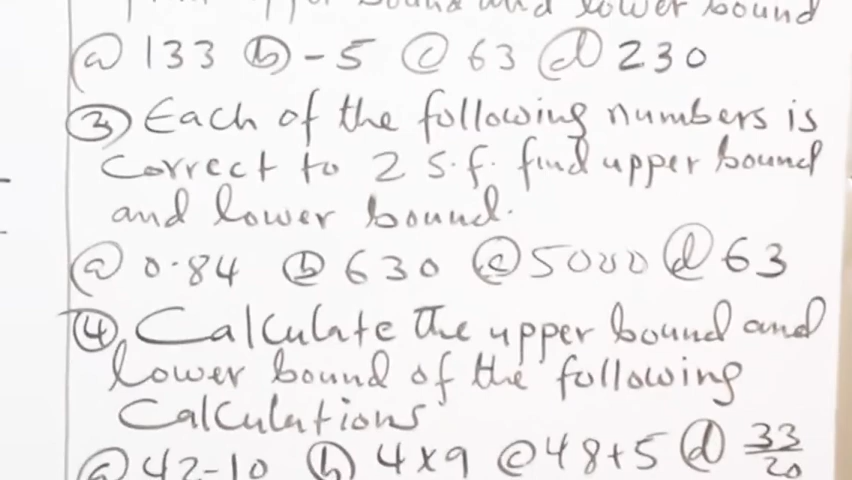 upper bound and lower bound
ⓐ 133 ⓑ -5 ⓒ 63 ⓓ 230
③ Each of the following numbers is
correct to 2 s.f. find upper bound
and lower bound.
ⓐ 0.84 ⓑ 630 ⓒ 5000 ⓓ 63
④. Calculate the upper bound and
lower bound of the following
Calculations
ⓐ 42-10 ⓑ 4x9 ⓒ 48+5 ⓓ 33/20